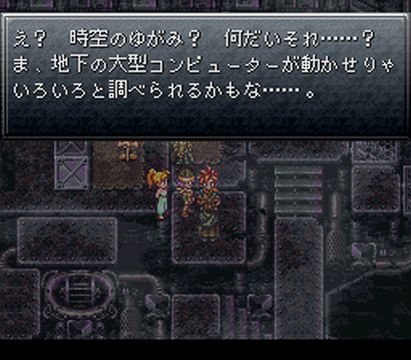 え？　時空のゆがみ？　何だいそれ……？
ま、地下の大型コンピューターが動かせりゃ
いろいろと調べられるかもな……。